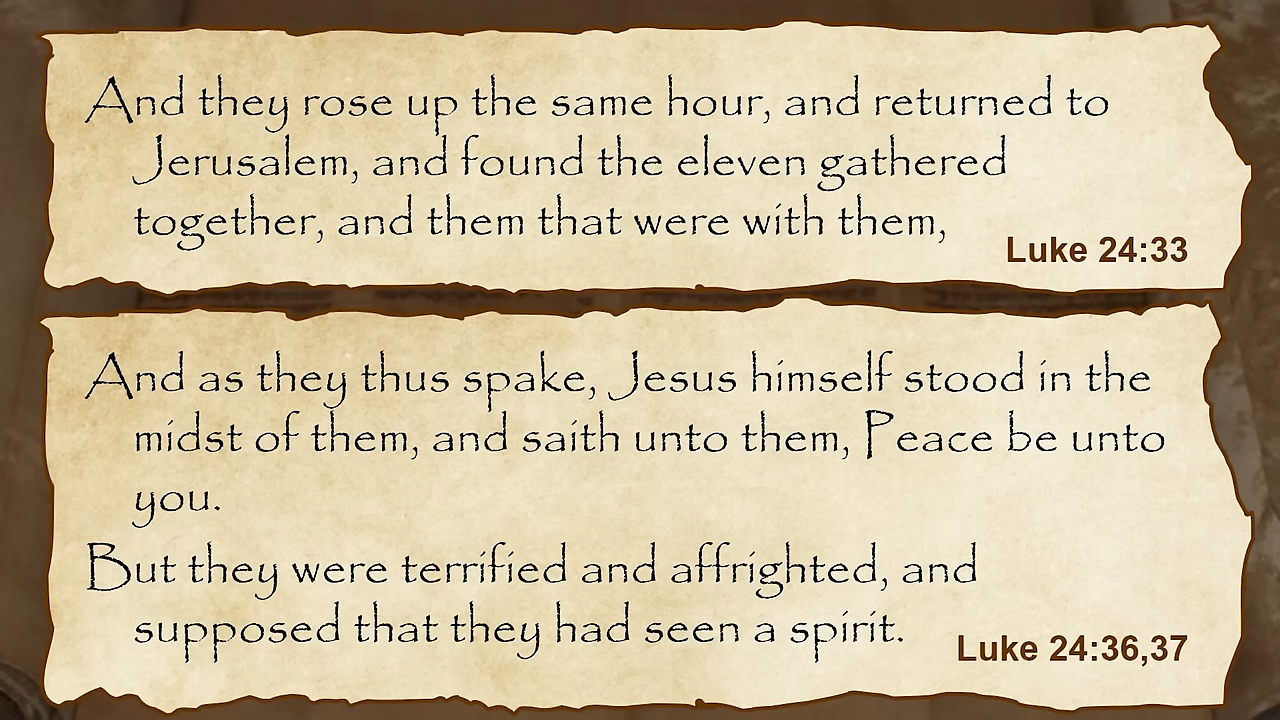 And they rose up the same hour, and returned to
Jerusalem, and found the eleven gathered
together, and them that were with them,
Luke 24:33
And as they thus spake, Jesus himself stood in the
midst of them, and saith unto them, Peace be unto
you.
But they were terrified and affrighted, and
supposed that they had seen a spirit.
Luke 24:36,37